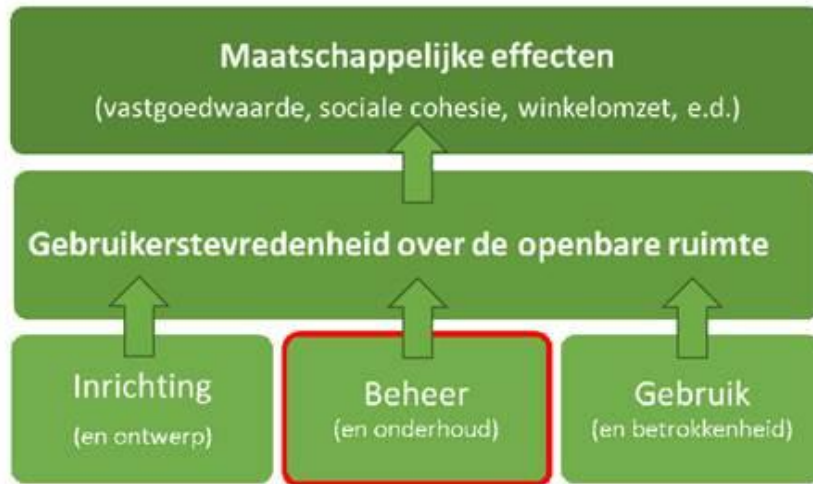 Maatschappelijke effecten
(vastgoedwaarde, sociale cohesie, winkelomzet, e.d.)
Gebruikerstevredenheid over de openbare ruimte
Inrichting
(en ontwerp)
Beheer
(en onderhoud)
Gebruik
(en betrokkenheid)